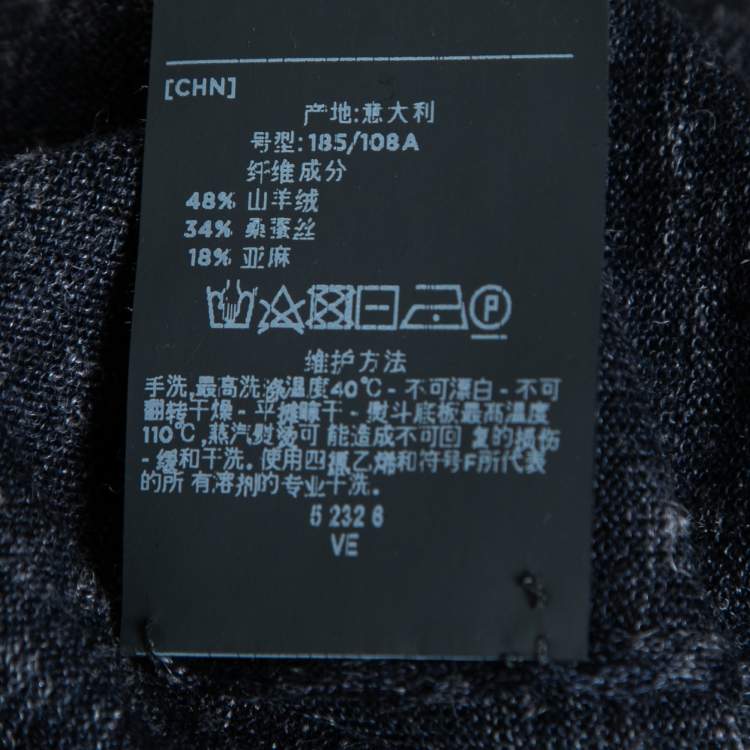 [CHN]
产地:意大利
号型:185/108A
纤维成分
48% 山羊绒
34% 桑蚕丝
18% 亚麻
P
维护方法
手洗,最高洗涤温度40℃ - 不可漂白 - 不可
翻转干燥 - 平摊晾干 - 熨斗底板最高温度
110℃,蒸汽熨烫可 能造成不可回 复的损伤
- 缓和干洗. 使用四氯乙烯和符号F所代表
的所 有溶剂的专业干洗.
5 232 6
VE